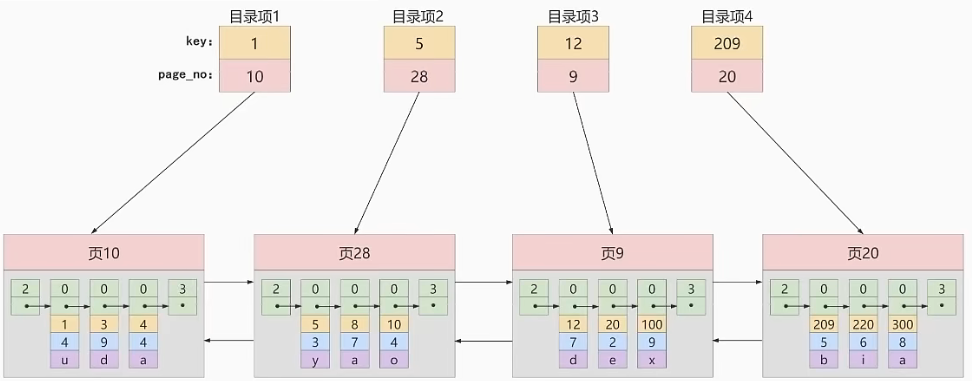 目录项1 目录项2 目录项3 目录项4
key: 1 5 12 209
page_no: 10 28 9 20
页10 页28 页9 页20
2 0 0 0 3 2 0 0 0 3 2 0 0 0 3 2 0 0 0 3
1 3 4 5 8 10 12 20 100 209 220 300
4 9 4 3 7 4 7 2 9 5 6 8
u d a y a o d e x b i a